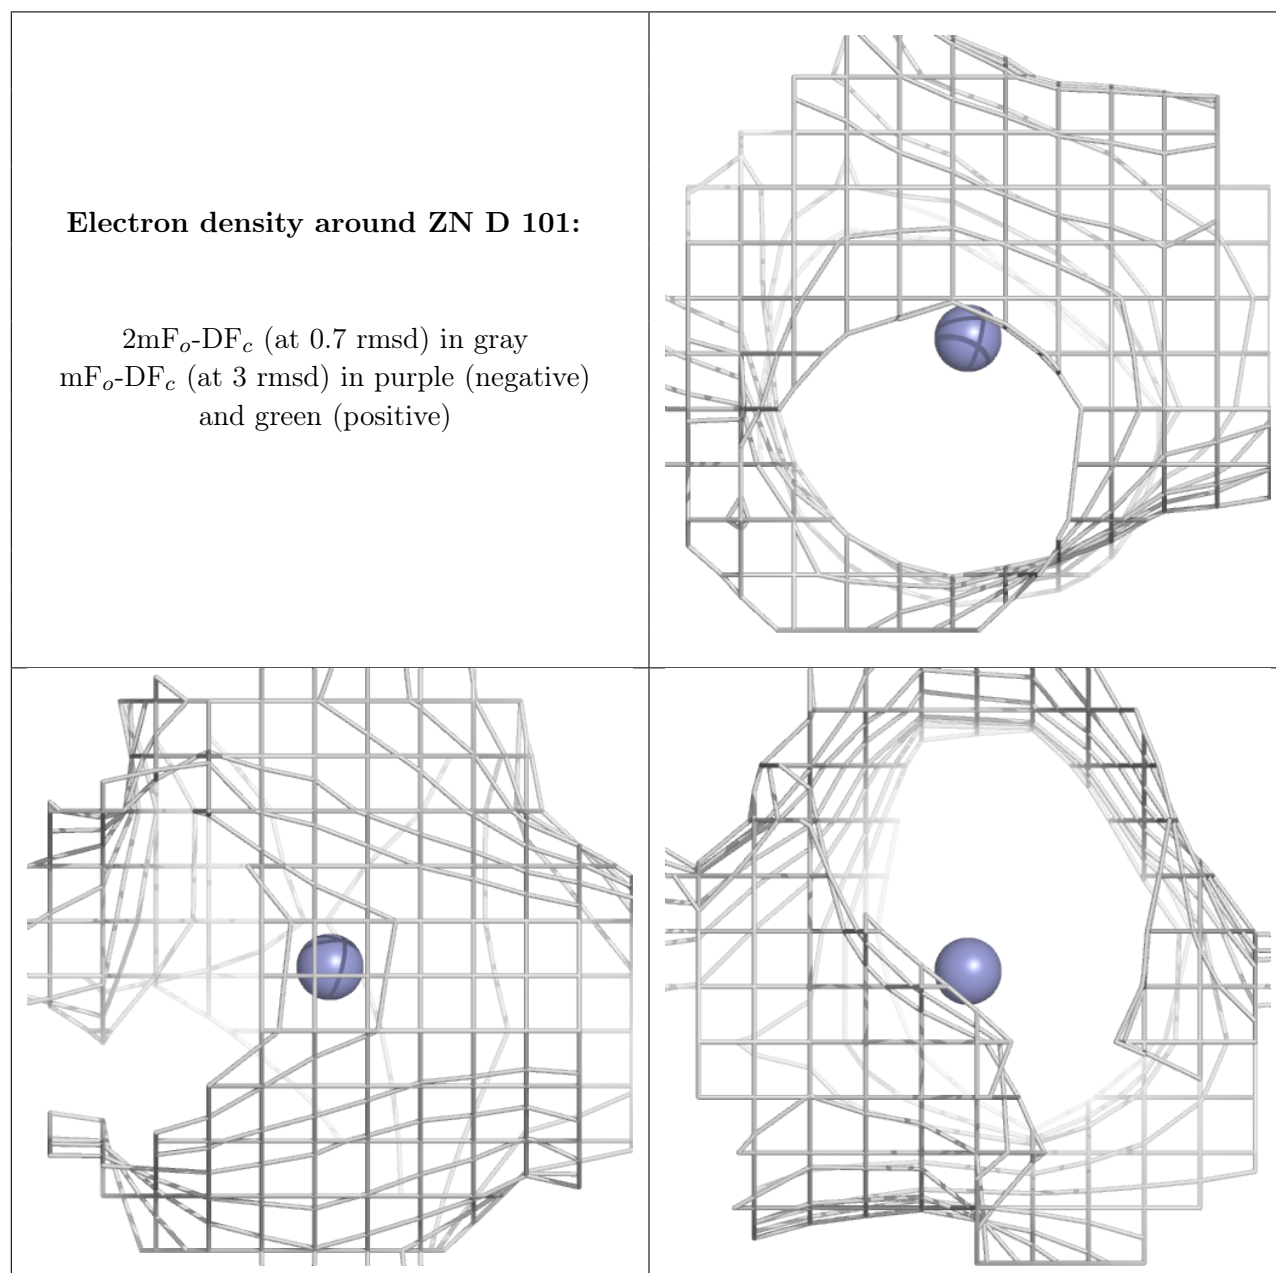 Electron density around ZN D 101:
2mFo-DFc (at 0.7 rmsd) in gray
mFo-DFc (at 3 rmsd) in purple (negative)
and green (positive)